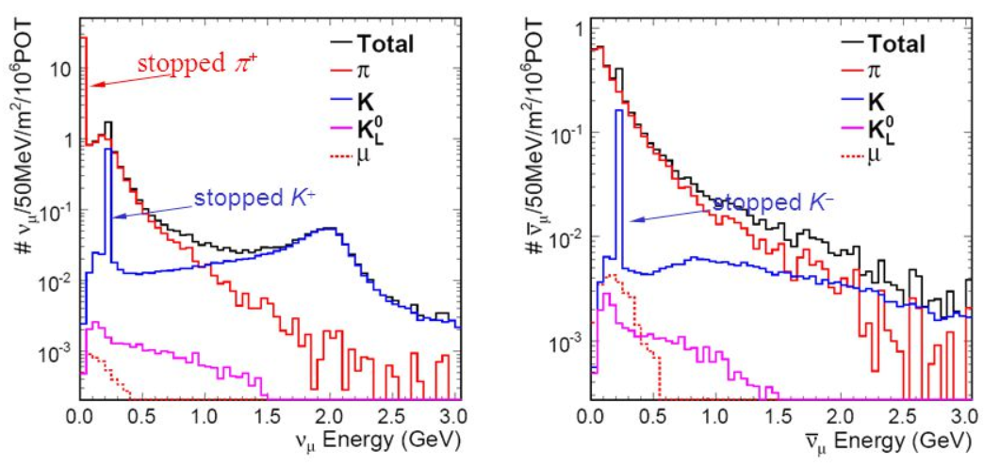 # νμ/50MeV/m²/10⁶POT
10
1
10⁻¹
10⁻²
10⁻³
stopped π⁺
stopped K⁺
Total
π
K
K⁰L
μ
0.0 0.5 1.0 1.5 2.0 2.5 3.0
νμ Energy (GeV)
# ν̅μ/50MeV/m²/10⁶POT
1
10⁻¹
10⁻²
10⁻³
Total
π
K
K⁰L
μ
stopped K⁻
0.0 0.5 1.0 1.5 2.0 2.5 3.0
ν̅μ Energy (GeV)